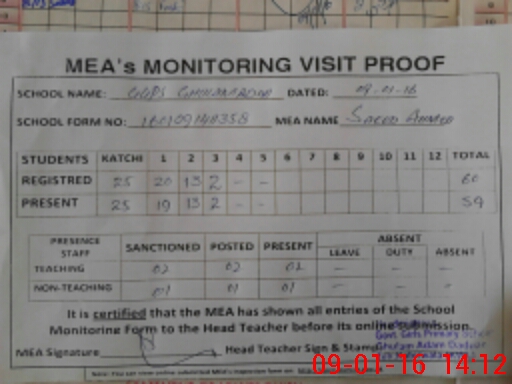 MEA's MONITORING VISIT PROOF
SCHOOL NAME: GGPS DATED: 09-01-16
SCHOOL FORM NO: MEA NAME Saeed Ahmed
STUDENTS KATCHI 1 2 3 4 5 6 7 8 9 10 11 12 TOTAL
REGISTRED 25 20 13 2 - - 60
PRESENT 25 19 13 2 - - 59
PRESENCE STAFF SANCTIONED POSTED PRESENT ABSENT
LEAVE DUTY ABSENT
TEACHING 02 02 02 - - -
NON-TEACHING 01 01 01 - - -
It is certified that the MEA has shown all entries of the School
Monitoring Form to the Head Teacher before its online submission.
MEA Signature Head Teacher Sign & Stamp
Govt. Girls Primary School
Ghulam
09-01-16 14:12